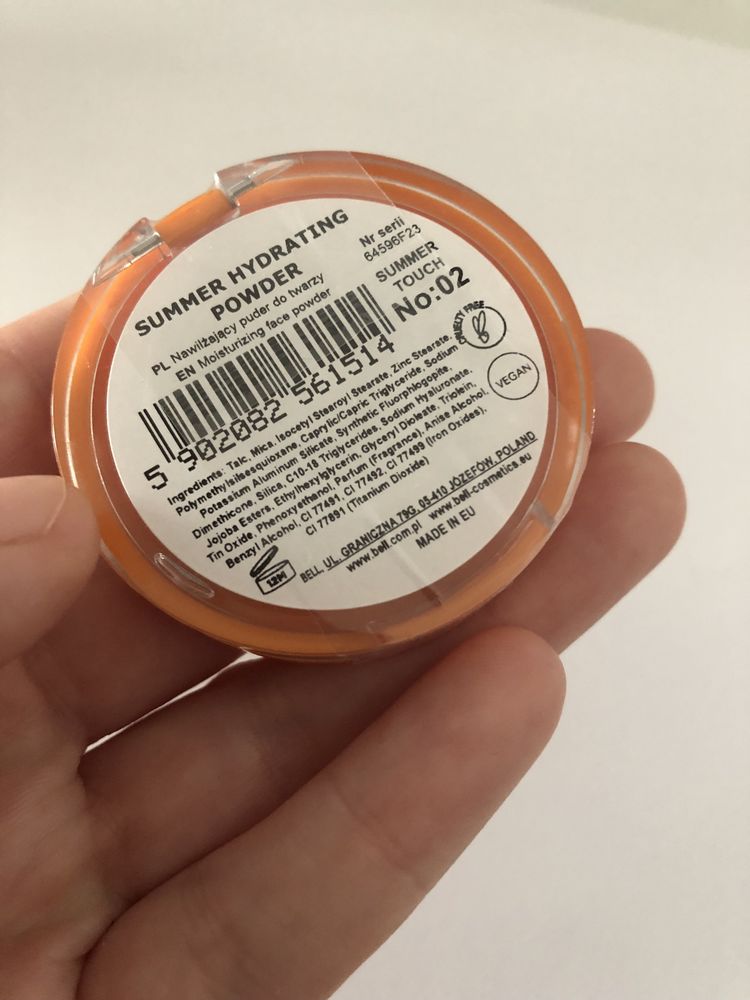 SUMMER HYDRATING
POWDER
PL Nawilżający puder do twarzy
EN Moisturizing face powder
Nr serii
64596F23
SUMMER
TOUCH
No:02
5 902082 561514
CRUELTY FREE
VEGAN
Ingredients: Talc, Mica, Isocetyl Stearoyl Stearate, Zinc Stearate,
Polymethylsilsesquioxane, Caprylic/Capric Triglyceride, Sodium
Potassium Aluminum Silicate, Synthetic Fluorphlogopite,
Dimethicone, Silica, C10-18 Triglycerides, Sodium Hyaluronate,
Jojoba Esters, Ethylhexylglycerin, Glyceryl Dioleate, Triolein,
Tin Oxide, Phenoxyethanol, Parfum (Fragrance), Anise Alcohol,
Benzyl Alcohol, CI 77491, CI 77492, CI 77499 (Iron Oxides),
CI 77891 (Titanium Dioxide)
12M
BELL, UL. GRANICZNA 79G, 05-410 JÓZEFÓW, POLAND
www.bell.com.pl www.bell-cosmetics.eu
MADE IN EU